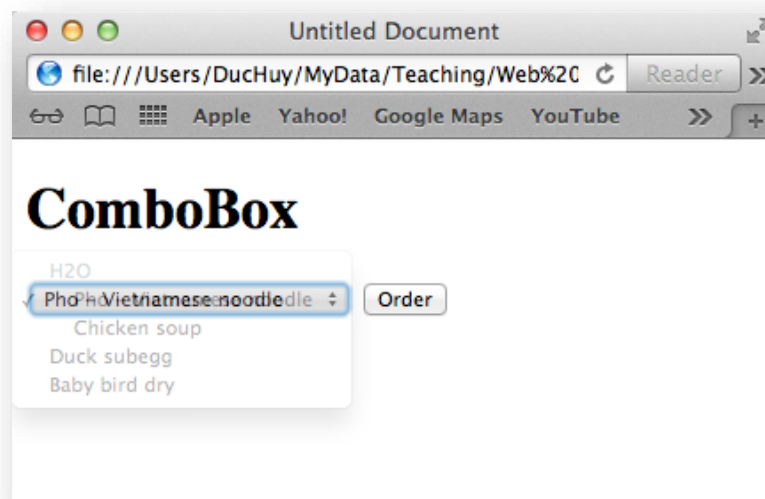 Untitled Document
file:///Users/DucHuy/MyData/Teaching/Web%20 Reader
Apple Yahoo! Google Maps YouTube
ComboBox
H2O
Pho - Vietnamese noodle Order
Chicken soup
Duck subegg
Baby bird dry